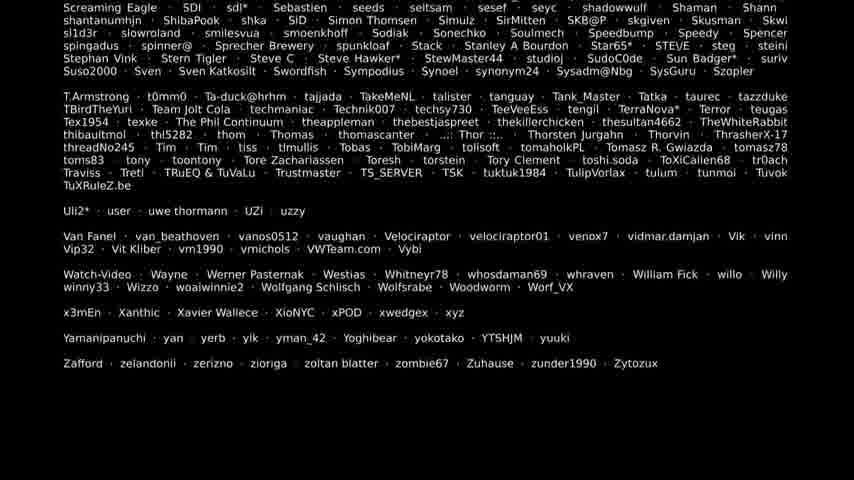 Screaming Eagle · SDI · sdl* · Sebastien · seeds · seitsam · sesef · seyc · shadowwulf · Shaman · Shann
shantanumhjn · ShibaPook · shka · SiD · Simon Thomsen · Simulz · SirMitten · SKB@P · skgiven · Skusman · Skwi
sl1d3r · slowroland · smilesvua · smoenkhoff · Sodiak · Sonechko · Soulmech · Speedbump · Speedy · Spencer
spingadus · spinner@ · Sprecher Brewery · spunkloaf · Stack · Stanley A Bourdon · Star65* · STE\/E · steg · steini
Stephan Vink · Stern Tigler · Steve C · Steve Hawker* · StewMaster44 · studioj · SudoC0de · Sun Badger* · suriv
Suso2000 · Sven · Sven Katkosilt · Swordfish · Sympodius · Synoel · synonym24 · Sysadm@Nbg · SysGuru · Szopler
T.Armstrong · t0mm0 · Ta-duck@hrhm · tajjada · TakeMeNL · talister · tanguay · Tank_Master · Tatka · taurec · tazzduke
TBirdTheYuri · Team Jolt Cola · techmaniac · Technik007 · techsy730 · TeeVeeEss · tengil · TerraNova* · Terror · teugas
Tex1954 · texke · The Phil Continuum · theappleman · thebestjaspreet · thekillerchicken · thesultan4662 · TheWhiteRabbit
thibaultmol · thl5282 · thom · Thomas · thomascanter · ..:: Thor ::.. · Thorsten Jurgahn · Thorvin · ThrasherX-17
threadNo245 · Tim · Tim · tiss · tlmullis · Tobas · TobiMarg · tolisoft · tomaholkPL · Tomasz R. Gwiazda · tomasz78
toms83 · tony · toontony · Tore Zachariassen · Toresh · torstein · Tory Clement · toshi.soda · ToXiCalien68 · tr0ach
Traviss · Tretl · TRuEQ & TuVaLu · Trustmaster · TS_SERVER · TSK · tuktuk1984 · TulipVorlax · tulum · tunmoi · Tuvok
TuXRuleZ.be
Uli2* · user · uwe thormann · UZi · uzzy
Van Fanel · van_beathoven · vanos0512 · vaughan · Velociraptor · velociraptor01 · venox7 · vidmar.damjan · Vik · vinn
Vip32 · Vit Kliber · vm1990 · vmichols · VWTeam.com · Vybi
Watch-Video · Wayne · Werner Pasternak · Westias · Whitneyr78 · whosdaman69 · whraven · William Fick · willo · Willy
winny33 · Wizzo · woaiwinnie2 · Wolfgang Schlisch · Wolfsrabe · Woodworm · Worf_VX
x3mEn · Xanthic · Xavier Wallece · XioNYC · xPOD · xwedgex · xyz
Yamanipanuchi · yan · yerb · ylk · yman_42 · Yoghibear · yokotako · YTSHJM · yuuki
Zafford · zelandonii · zerizno · zioriga · zoltan blatter · zombie67 · Zuhause · zunder1990 · Zytozux